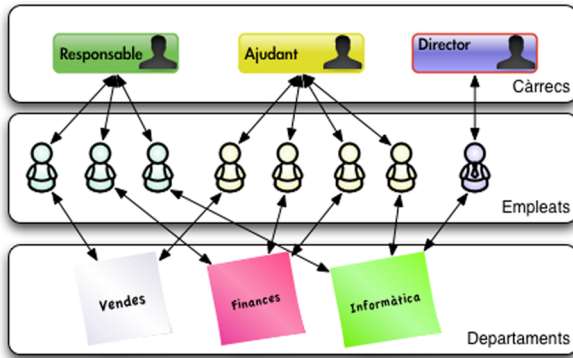 Responsable
Ajudant
Director
Càrrecs
Empleats
Vendes
Finances
Informàtica
Departaments